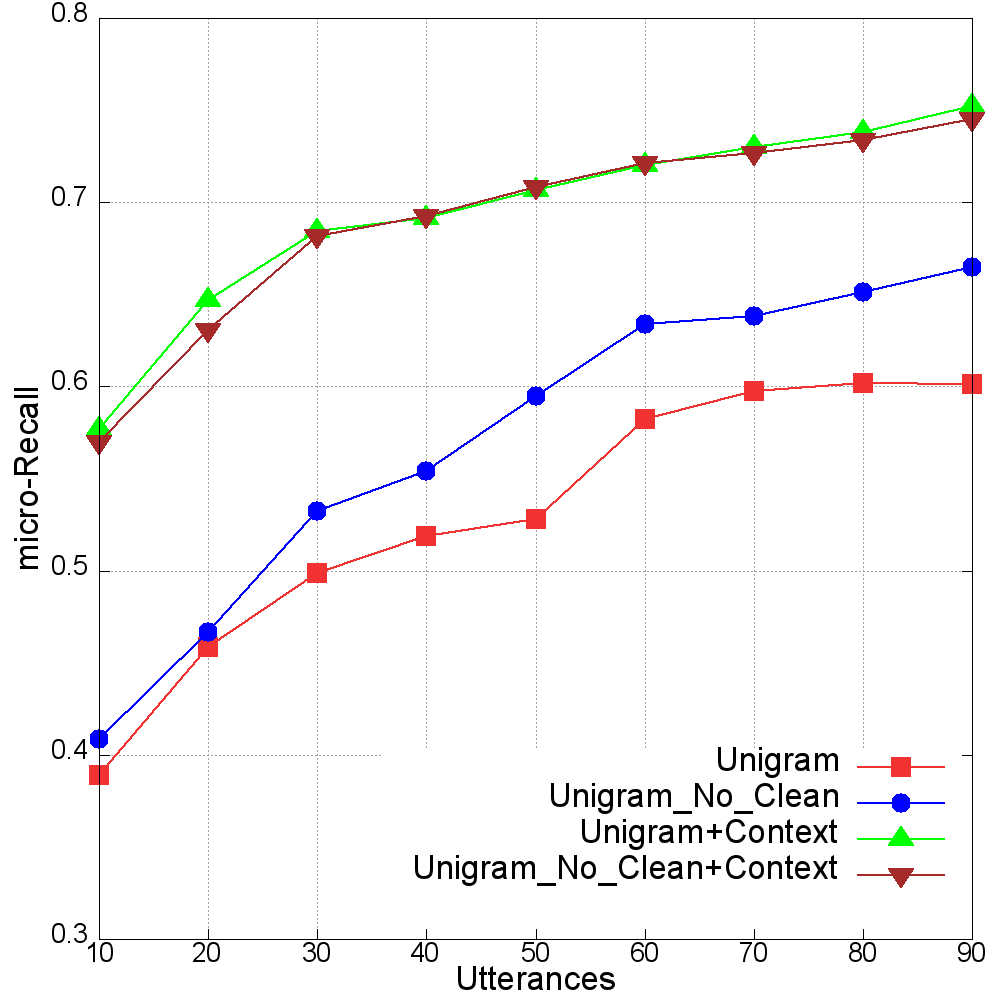 0.8
0.7
0.6
0.5
0.4
0.3
micro-Recall
Unigram
Unigram_No_Clean
Unigram+Context
Unigram_No_Clean+Context
10 20 30 40 50 60 70 80 90
Utterances